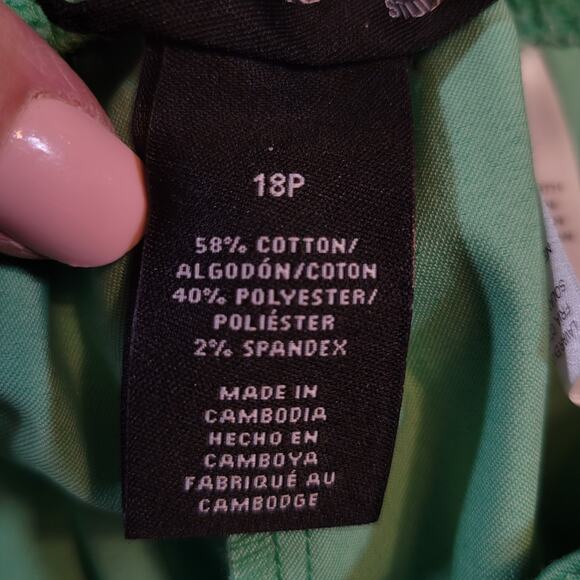 18P
58% COTTON/
ALGODÓN/COTON
40% POLYESTER/
POLIÉSTER
2% SPANDEX
MADE IN
CAMBODIA
HECHO EN
CAMBOYA
FABRIQUÉ AU
CAMBODGE